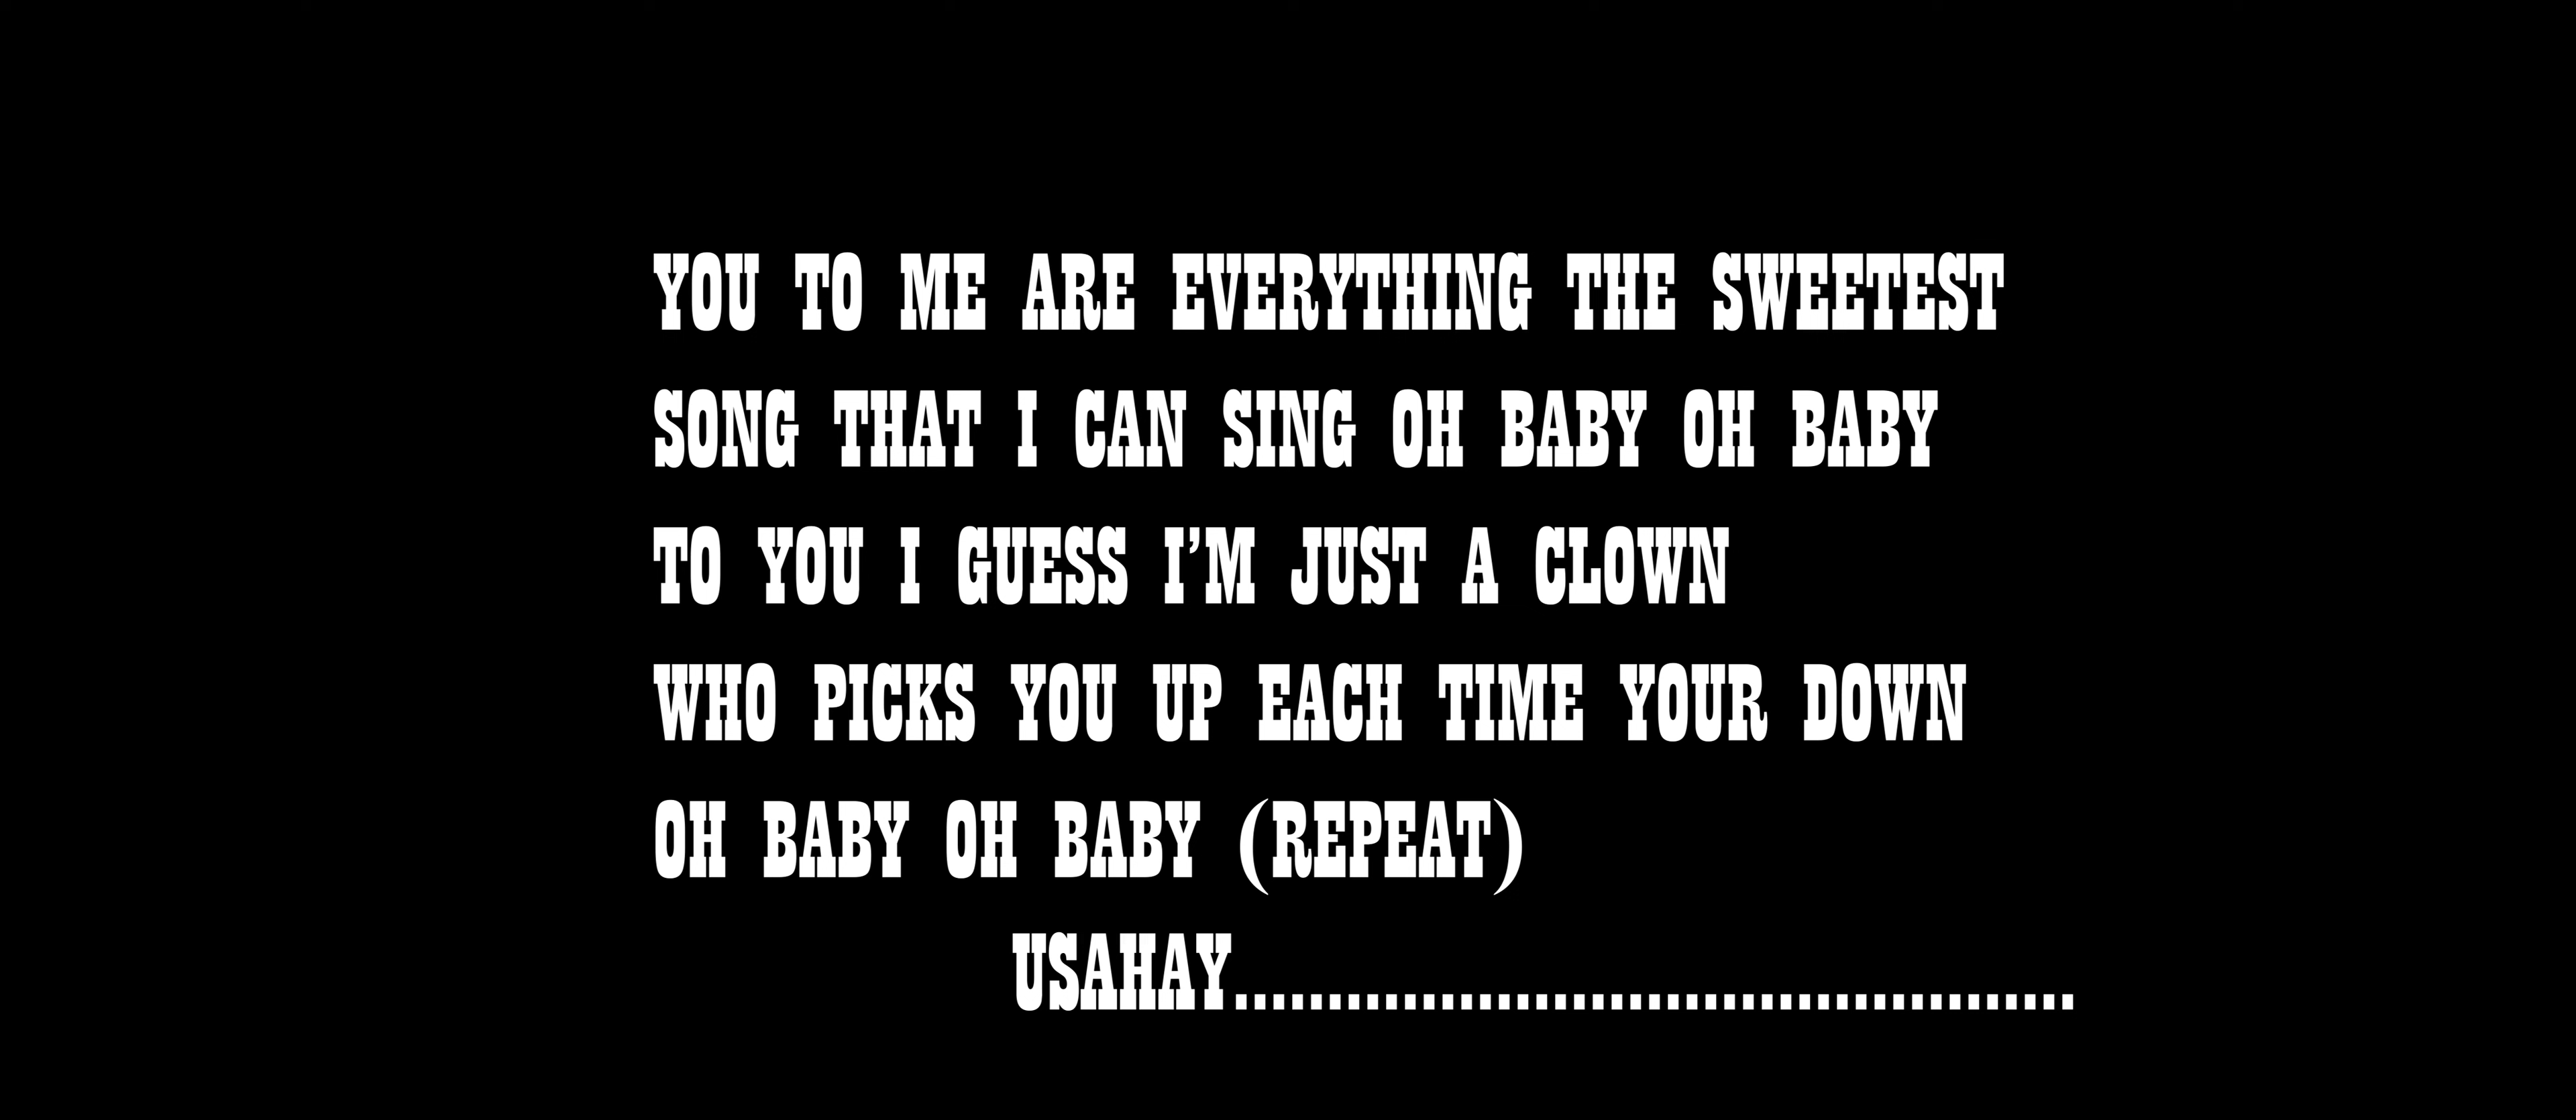 YOU TO ME ARE EVERYTHING THE SWEETEST
SONG THAT I CAN SING OH BABY OH BABY
TO YOU I GUESS I’M JUST A CLOWN
WHO PICKS YOU UP EACH TIME YOUR DOWN
OH BABY OH BABY (REPEAT)
USAHAY.............................................